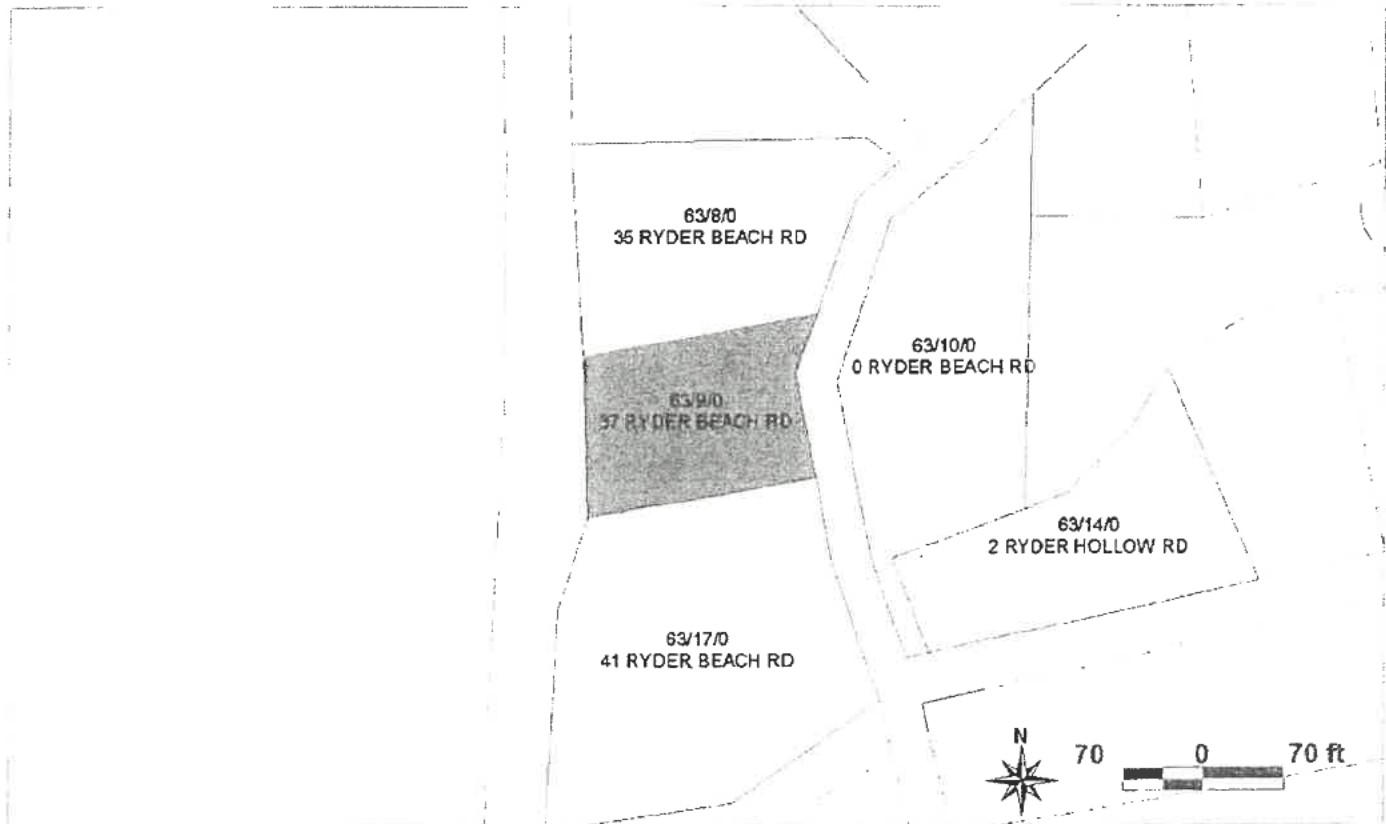 63/8/0
35 RYDER BEACH RD
63/10/0
0 RYDER BEACH RD
63/9/0
37 RYDER BEACH RD
63/14/0
2 RYDER HOLLOW RD
63/17/0
41 RYDER BEACH RD
N
70 0 70 ft